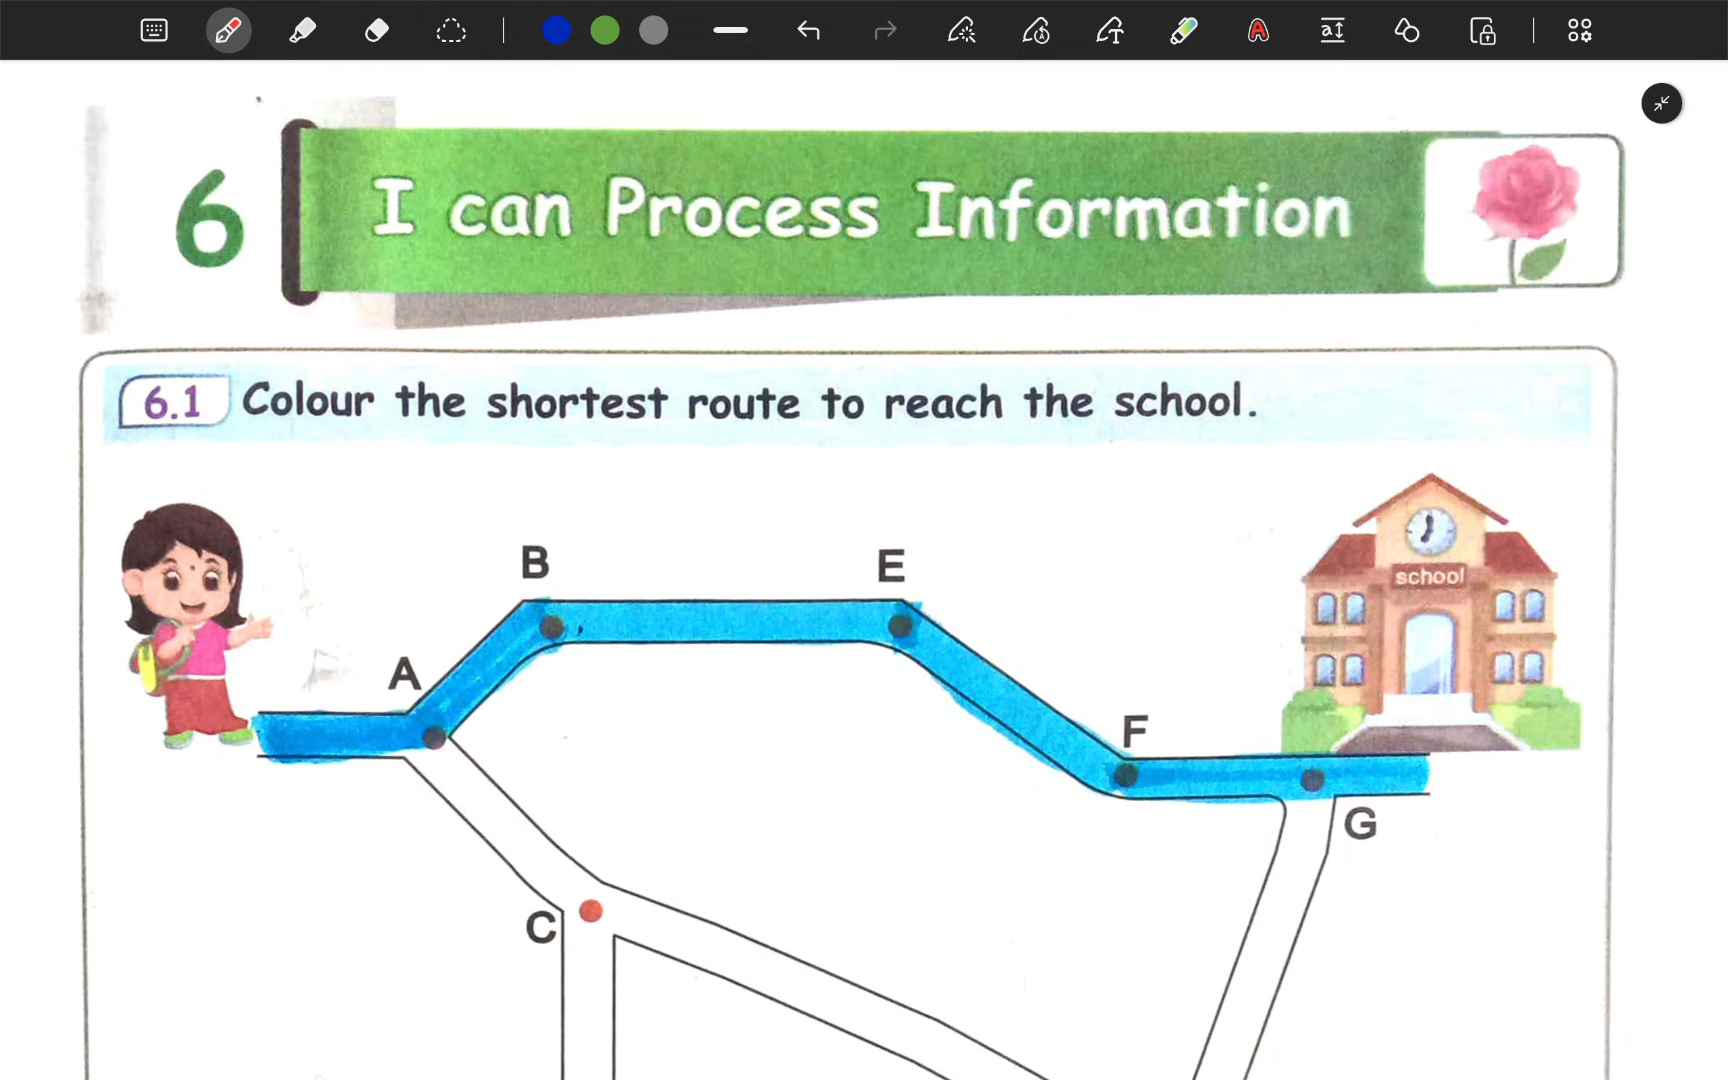 6
I can Process Information
6.1 Colour the shortest route to reach the school.
school
B
E
A
F
G
C